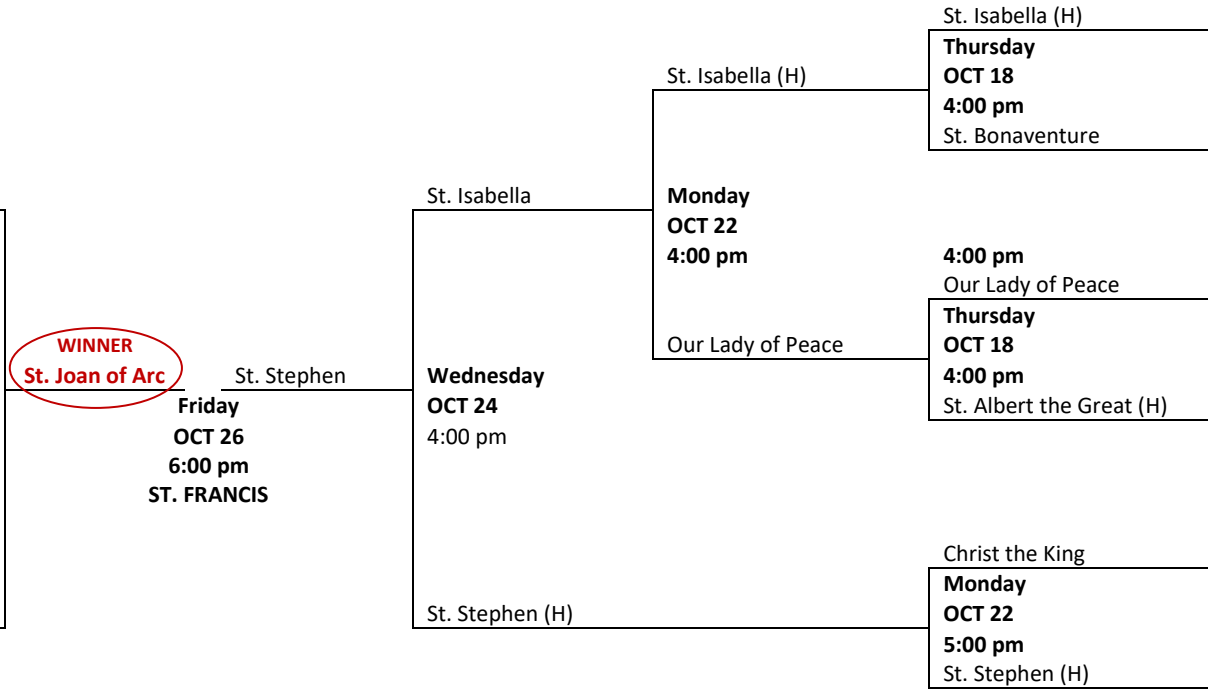 St. Isabella (H)
Thursday
OCT 18
St. Isabella (H)
4:00 pm
St. Bonaventure
St. Isabella
Monday
OCT 22
4:00 pm
4:00 pm
Our Lady of Peace
Thursday
WINNER
Our Lady of Peace
OCT 18
St. Joan of Arc
St. Stephen
Wednesday
4:00 pm
Friday
OCT 24
St. Albert the Great (H)
OCT 26
4:00 pm
6:00 pm
ST. FRANCIS
Christ the King
Monday
St. Stephen (H)
OCT 22
5:00 pm
St. Stephen (H)